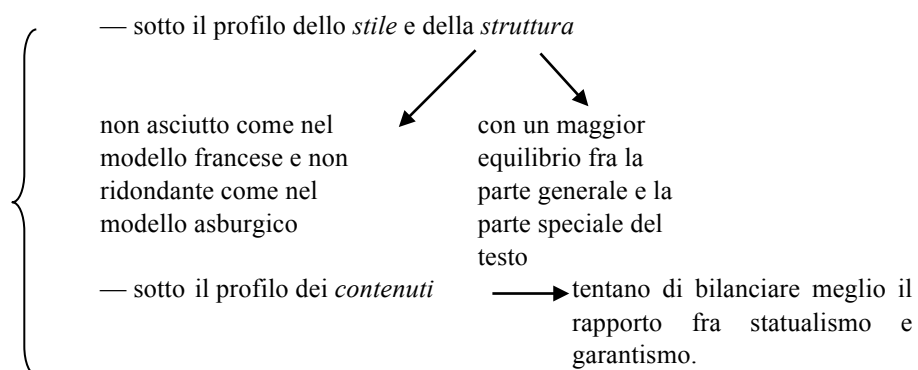 — sotto il profilo dello stile e della struttura
non asciutto come nel
modello francese e non
ridondante come nel
modello asburgico
con un maggior
equilibrio fra la
parte generale e la
parte speciale del
testo
— sotto il profilo dei contenuti
tentano di bilanciare meglio il
rapporto fra statualismo e
garantismo.